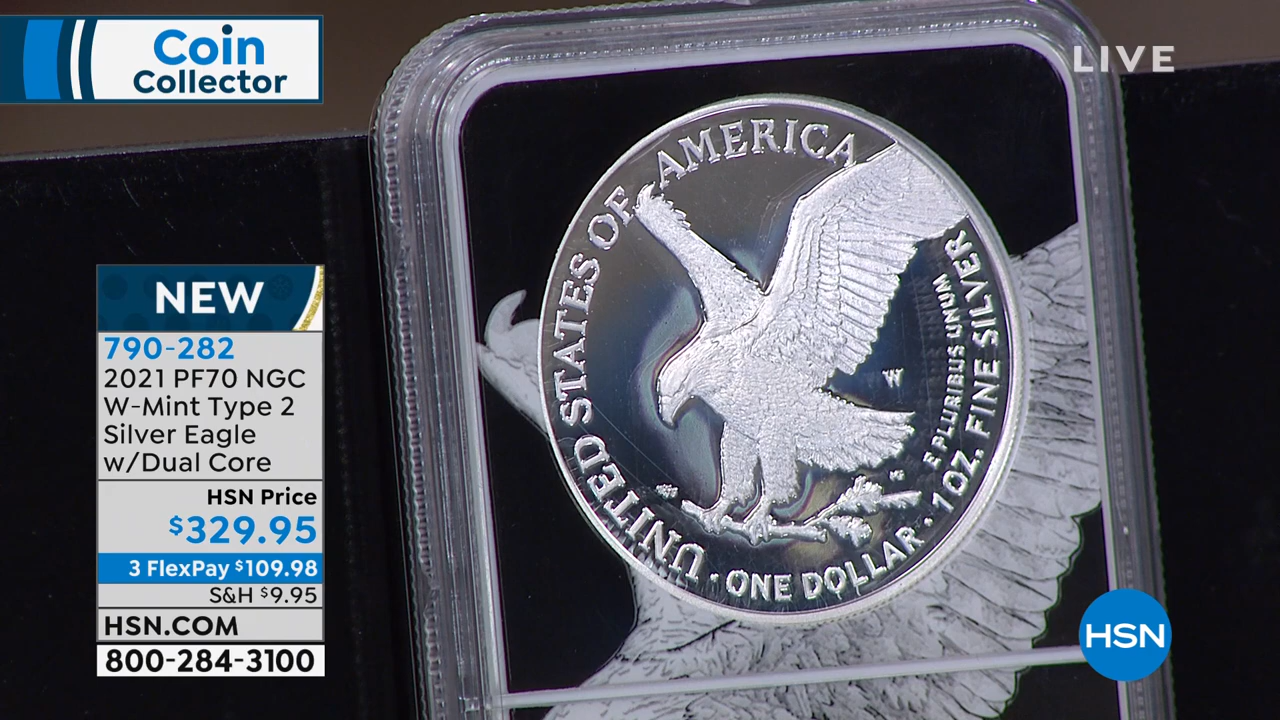 Coin
Collector
LIVE
NEW
790-282
2021 PF70 NGC
W-Mint Type 2
Silver Eagle
w/Dual Core
HSN Price
$329.95
3 FlexPay $109.98
S&H $9.95
HSN.COM
800-284-3100
UNITED STATES OF AMERICA
W
E PLURIBUS UNUM
1 OZ. FINE SILVER
· ONE DOLLAR ·
HSN